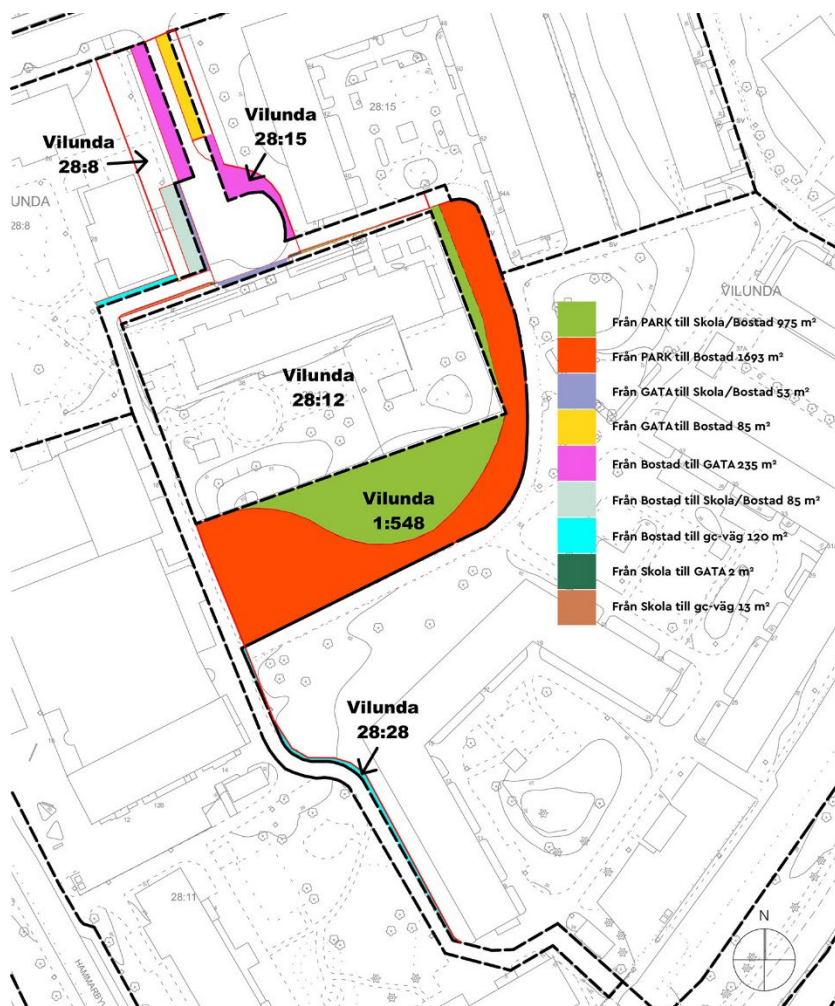 Vilunda
28:15
Vilunda
28:8
28:15
UNDA
28:8
54A
VILUNDA
37A
Från PARK till Skola/Bostad 975 m²
Från PARK till Bostad 1693 m²
Från GATA till Skola/Bostad 53 m²
Från GATA till Bostad 85 m²
Från Bostad till GATA 235 m²
Från Bostad till Skola/Bostad 85 m²
Från Bostad till gc-väg 120 m²
Från Skola till GATA 2 m²
Från Skola till gc-väg 13 m²
Vilunda
28:12
Vilunda
1:548
Vilunda
28:28
28:11
HAMMARBYV
N